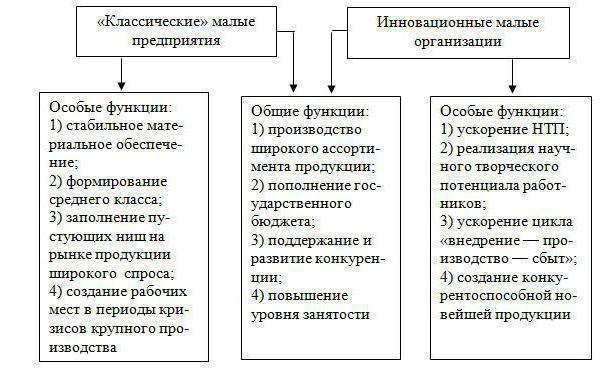 «Классические» малые
предприятия
Инновационные малые
организации
Особые функции:
1) стабильное мате-
риальное обеспече-
ние;
2) формирование
среднего класса;
3) заполнение пу-
стующих ниш на
рынке продукции
широкого спроса;
4) создание рабочих
мест в периоды кри-
зисов крупного про-
изводства
Общие функции:
1) производство
широкого ассорти-
мента продукции;
2) пополнение гос-
ударственного
бюджета;
3) поддержание и
развитие конкурен-
ции;
4) повышение
уровня занятости
Особые функции:
1) ускорение НТП;
2) реализация науч-
ного творческого
потенциала работ-
ников;
3) ускорение цикла
«внедрение — про-
изводство — сбыт»;
4) создание конку-
рентоспособной но-
вейшей продукции